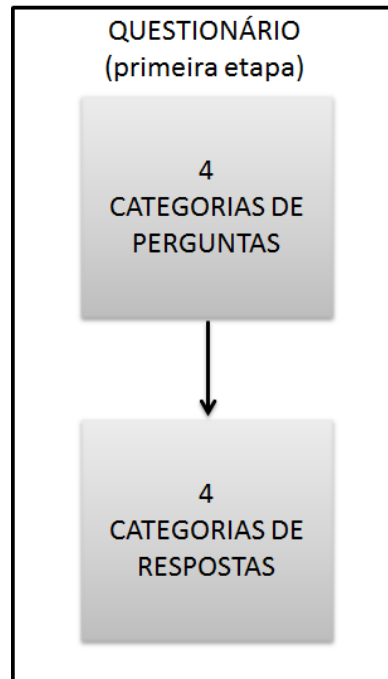 QUESTIONÁRIO
(primeira etapa)
4
CATEGORIAS DE
PERGUNTAS
4
CATEGORIAS DE
RESPOSTAS